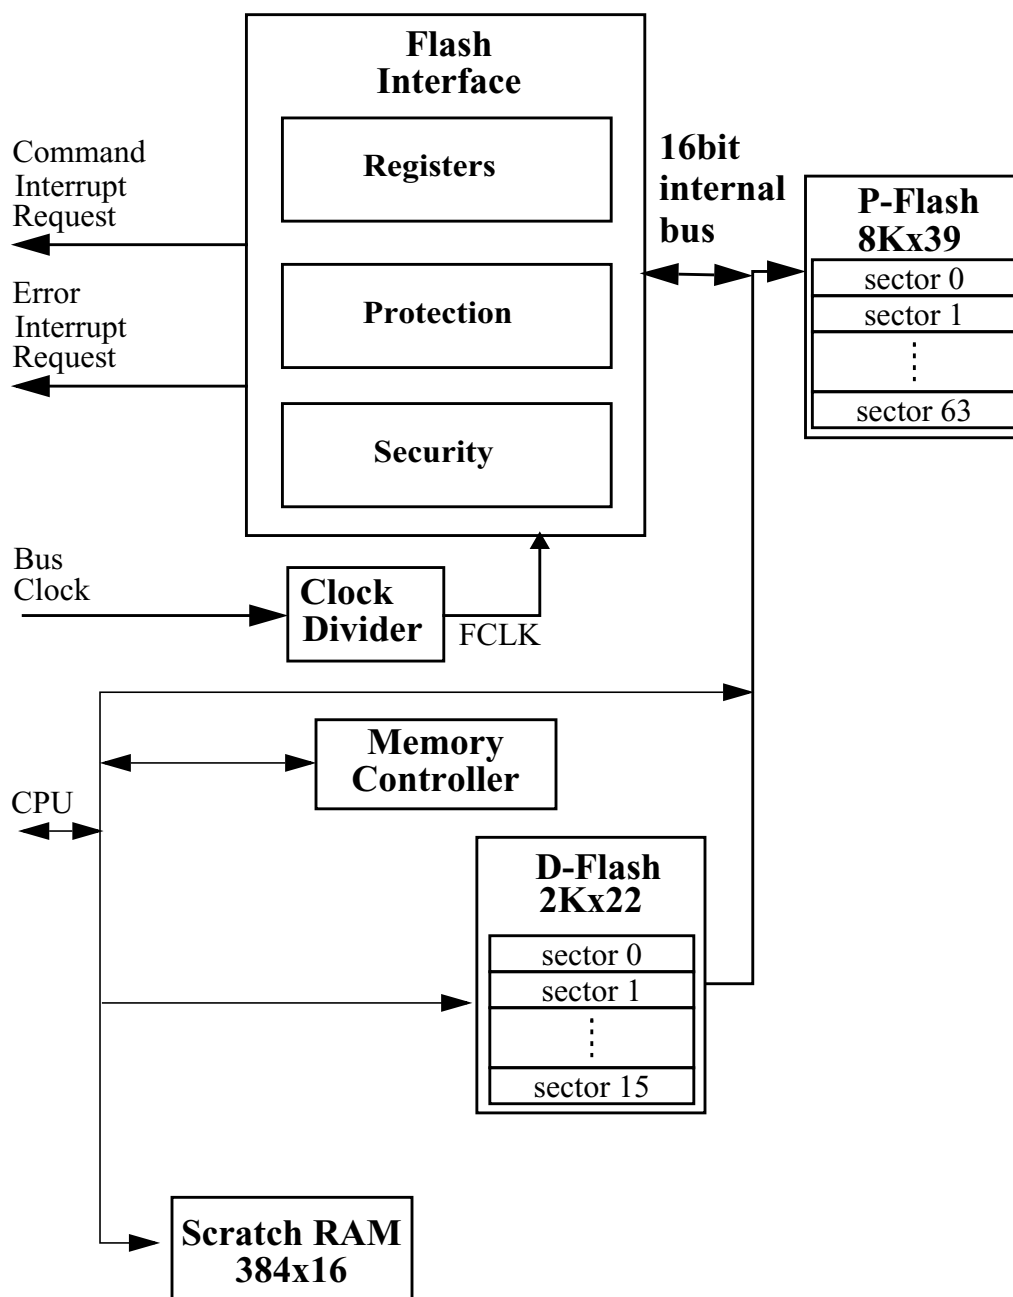 Flash
Interface
Registers
Protection
Security
Command
Interrupt
Request
Error
Interrupt
Request
16bit
internal
bus
P-Flash
8Kx39
sector 0
sector 1
sector 63
Bus
Clock
Clock
Divider
FCLK
Memory
Controller
CPU
D-Flash
2Kx22
sector 0
sector 1
sector 15
Scratch RAM
384x16